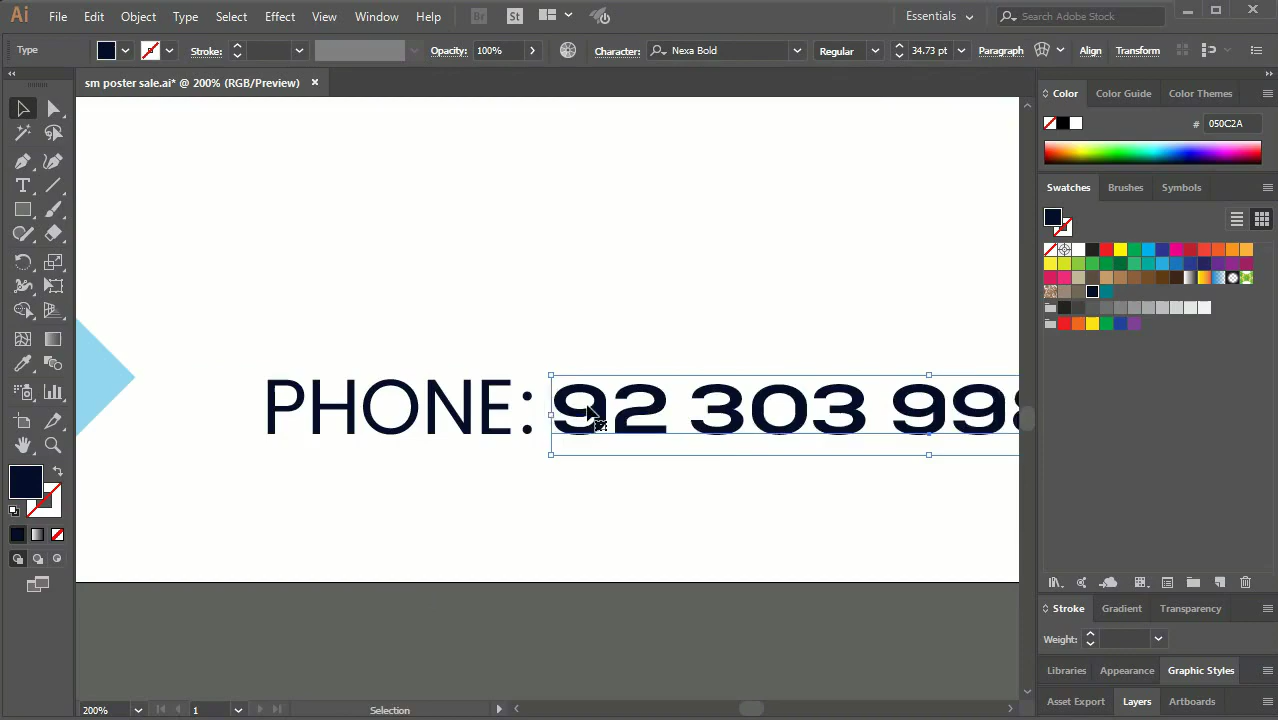 Ai File Edit Object Type Select Effect View Window Help Br St Essentials Search Adobe Stock
Type Stroke: Opacity: 100% Character: Nexa Bold Regular 34.73 pt Paragraph Align Transform
sm poster sale.ai* @ 200% (RGB/Preview)
Color Color Guide Color Themes
# 050C2A
Swatches Brushes Symbols
PHONE: 92 303 998
Stroke Gradient Transparency
Weight:
Libraries Appearance Graphic Styles
Asset Export Layers Artboards
200% 1 Selection